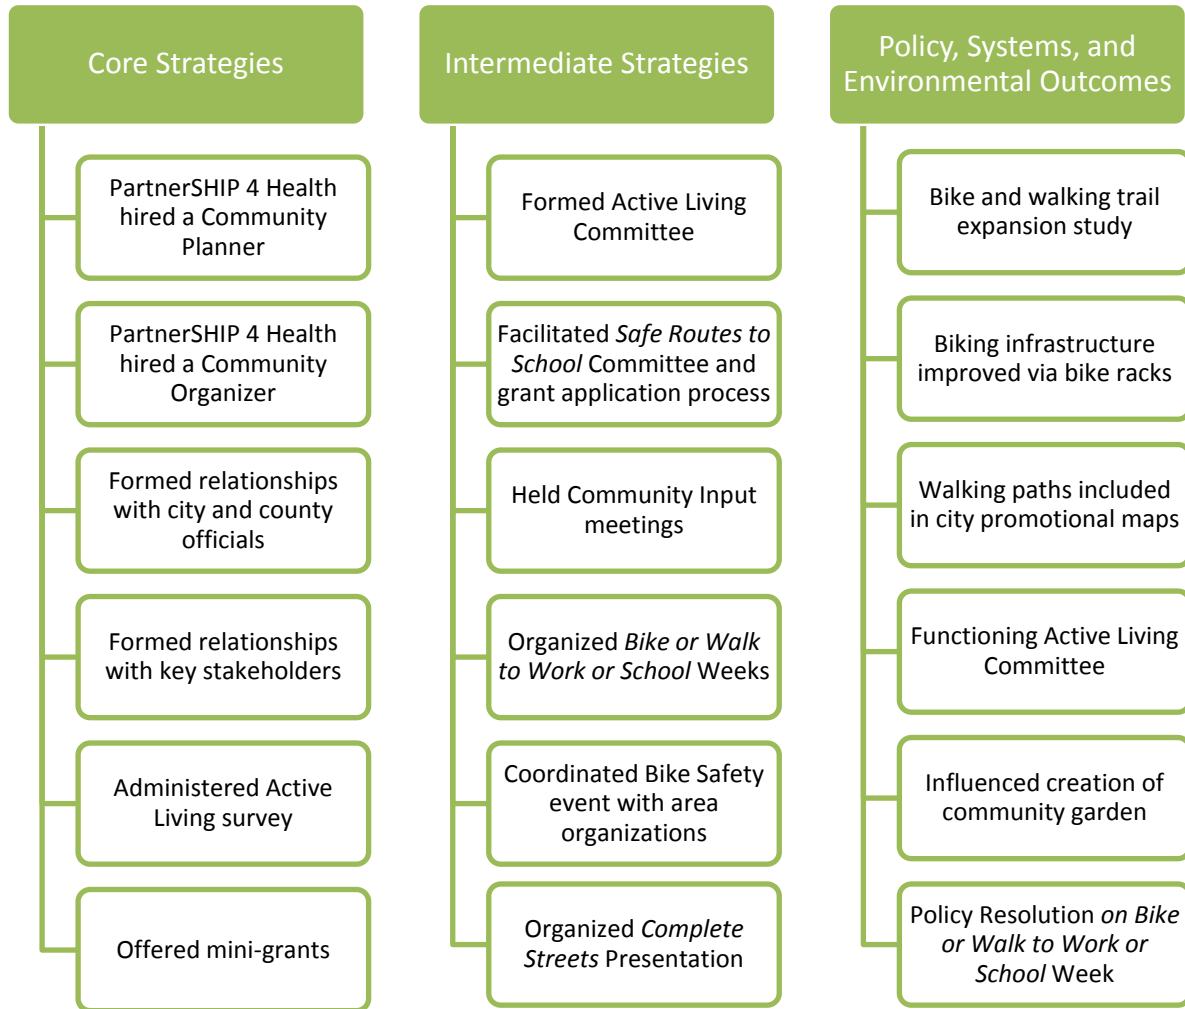 Core Strategies
PartnerSHIP 4 Health
hired a Community
Planner
PartnerSHIP 4 Health
hired a Community
Organizer
Formed relationships
with city and county
officials
Formed relationships
with key stakeholders
Administered Active
Living survey
Offered mini-grants
Intermediate Strategies
Formed Active Living
Committee
Facilitated Safe Routes to
School Committee and
grant application process
Held Community Input
meetings
Organized Bike or Walk
to Work or School Weeks
Coordinated Bike Safety
event with area
organizations
Organized Complete
Streets Presentation
Policy, Systems, and
Environmental Outcomes
Bike and walking trail
expansion study
Biking infrastructure
improved via bike racks
Walking paths included
in city promotional maps
Functioning Active Living
Committee
Influenced creation of
community garden
Policy Resolution on Bike
or Walk to Work or
School Week